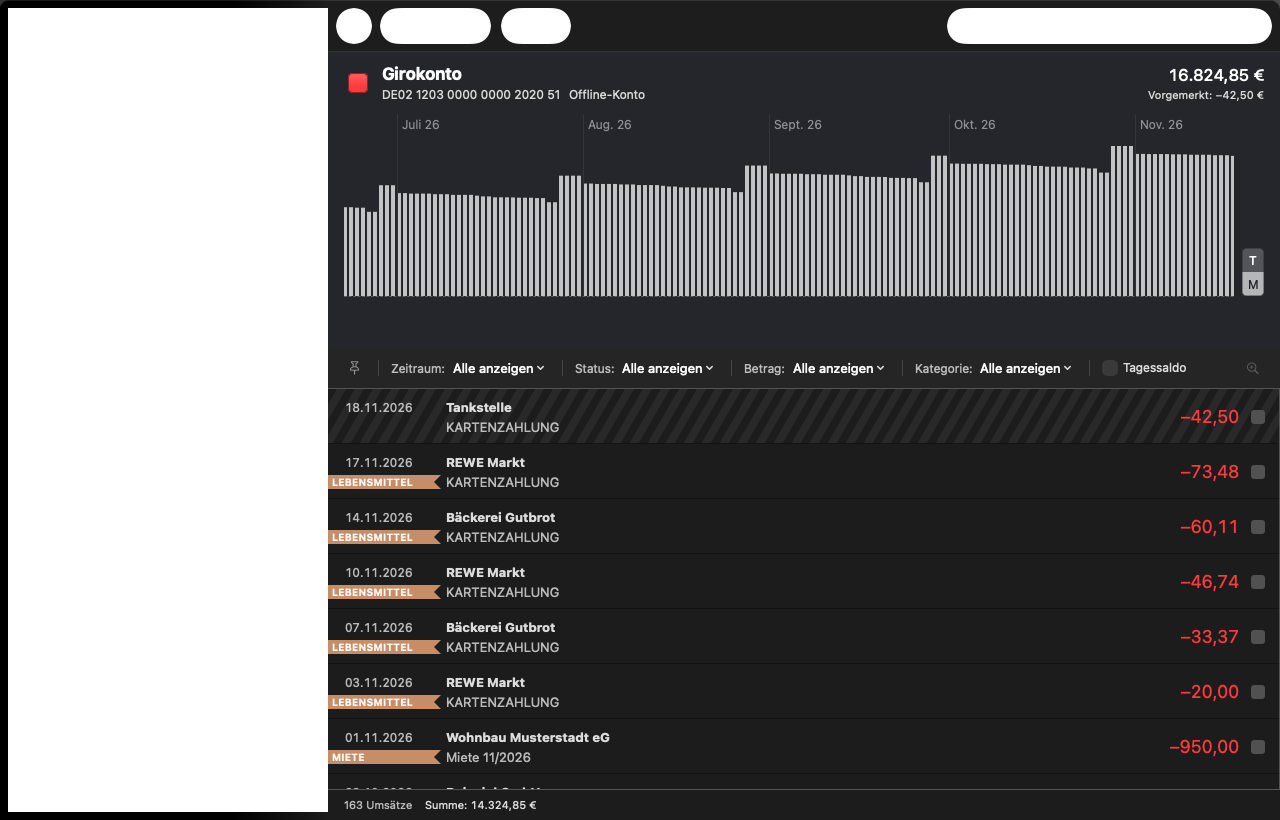 Girokonto
16.824,85 €
DE02 1203 0000 0000 2020 51 Offline-Konto
Vorgemerkt: −42,50 €
Juli 26
Aug. 26
Sept. 26
Okt. 26
Nov. 26
T
M
Zeitraum: Alle anzeigen
Status: Alle anzeigen
Betrag: Alle anzeigen
Kategorie: Alle anzeigen
Tagessaldo
18.11.2026 Tankstelle
KARTENZAHLUNG
−42,50
17.11.2026 REWE Markt
LEBENSMITTEL KARTENZAHLUNG
−73,48
14.11.2026 Bäckerei Gutbrot
LEBENSMITTEL KARTENZAHLUNG
−60,11
10.11.2026 REWE Markt
LEBENSMITTEL KARTENZAHLUNG
−46,74
07.11.2026 Bäckerei Gutbrot
LEBENSMITTEL KARTENZAHLUNG
−33,37
03.11.2026 REWE Markt
LEBENSMITTEL KARTENZAHLUNG
−20,00
01.11.2026 Wohnbau Musterstadt eG
MIETE Miete 11/2026
−950,00
163 Umsätze Summe: 14.324,85 €